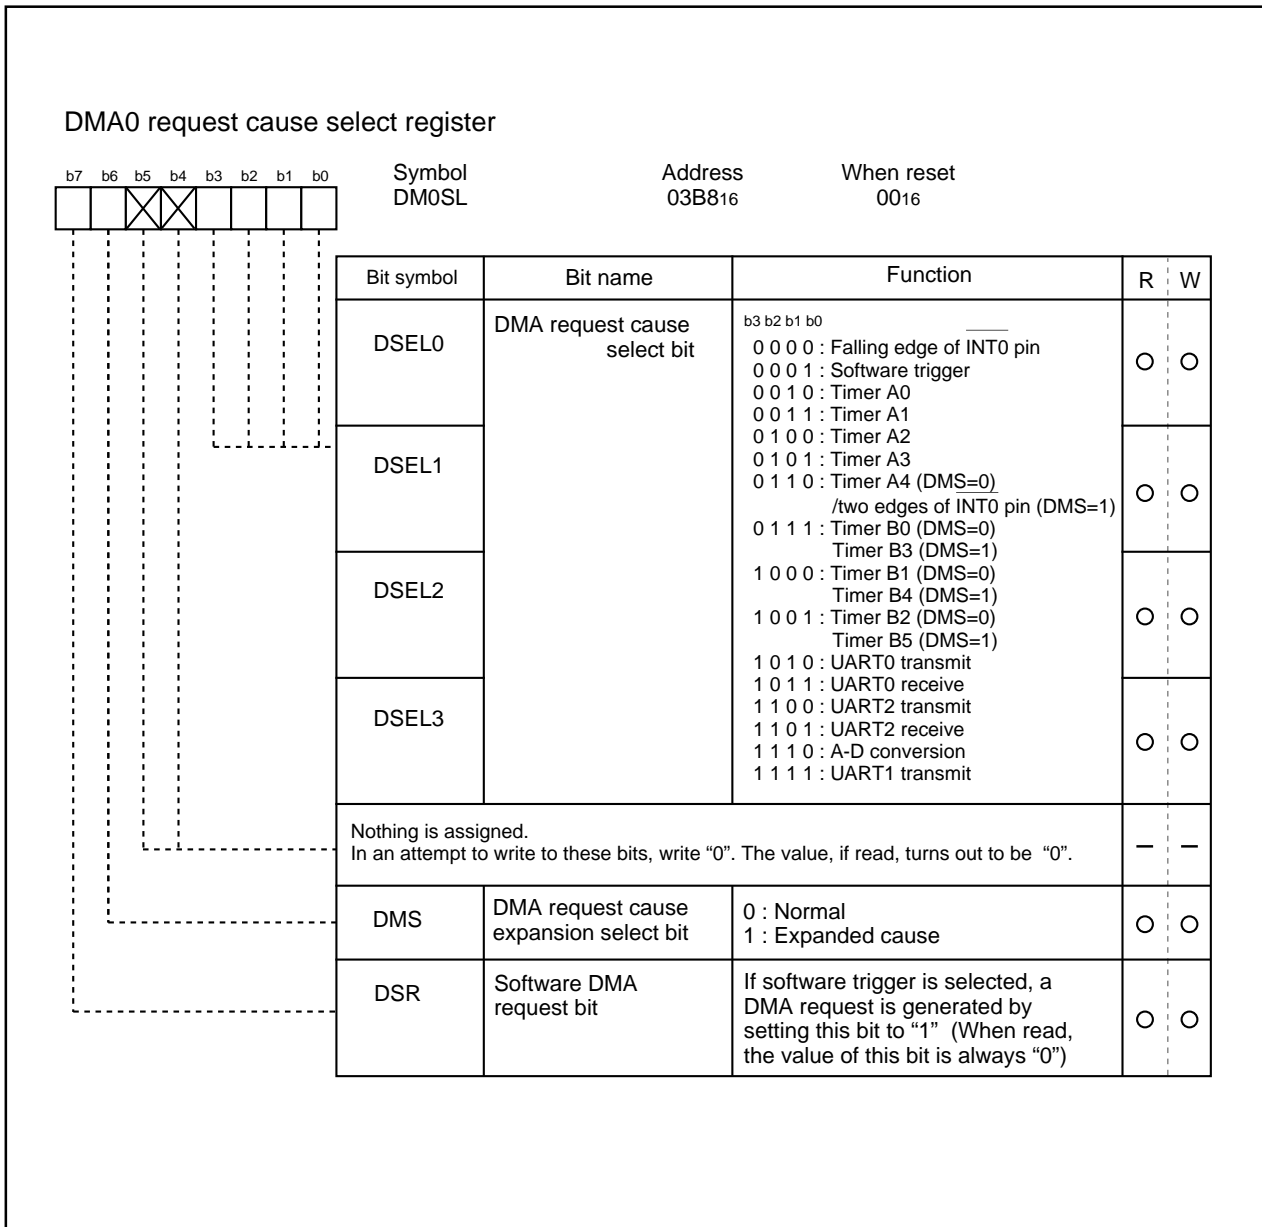 DMA0 request cause select register
b7 b6 b5 b4 b3 b2 b1 b0
Symbol Address When reset
DM0SL 03B816 0016
Bit symbol Bit name Function R W
DSEL0
DSEL1
DSEL2
DSEL3
DMA request cause
select bit
b3 b2 b1 b0
0 0 0 0 : Falling edge of INT0 pin
0 0 0 1 : Software trigger
0 0 1 0 : Timer A0
0 0 1 1 : Timer A1
0 1 0 0 : Timer A2
0 1 0 1 : Timer A3
0 1 1 0 : Timer A4 (DMS=0)
/two edges of INT0 pin (DMS=1)
0 1 1 1 : Timer B0 (DMS=0)
Timer B3 (DMS=1)
1 0 0 0 : Timer B1 (DMS=0)
Timer B4 (DMS=1)
1 0 0 1 : Timer B2 (DMS=0)
Timer B5 (DMS=1)
1 0 1 0 : UART0 transmit
1 0 1 1 : UART0 receive
1 1 0 0 : UART2 transmit
1 1 0 1 : UART2 receive
1 1 1 0 : A-D conversion
1 1 1 1 : UART1 transmit
Nothing is assigned.
In an attempt to write to these bits, write “0”. The value, if read, turns out to be “0”.
DMS
DMA request cause
expansion select bit
0 : Normal
1 : Expanded cause
DSR
Software DMA
request bit
If software trigger is selected, a
DMA request is generated by
setting this bit to “1” (When read,
the value of this bit is always “0”)